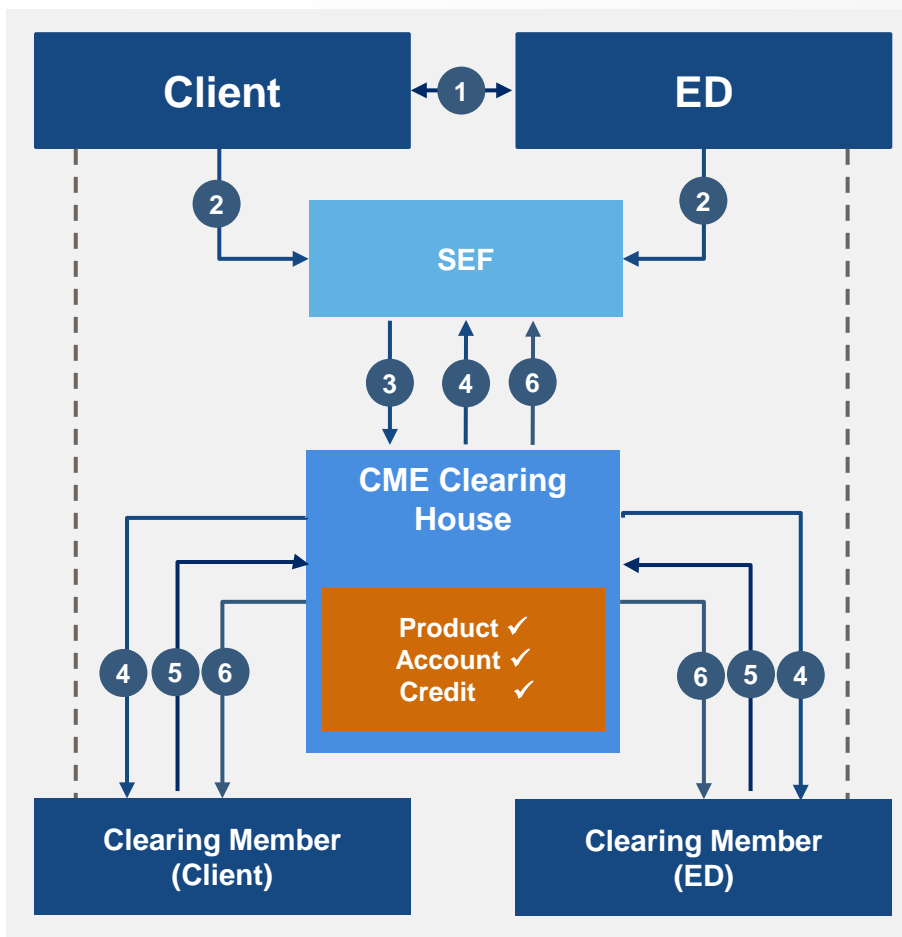 Client
1
ED
2
2
SEF
3
4
6
CME Clearing
House
Product ✓
Account ✓
Credit ✓
4
5
6
6
5
4
Clearing Member
(Client)
Clearing Member
(ED)